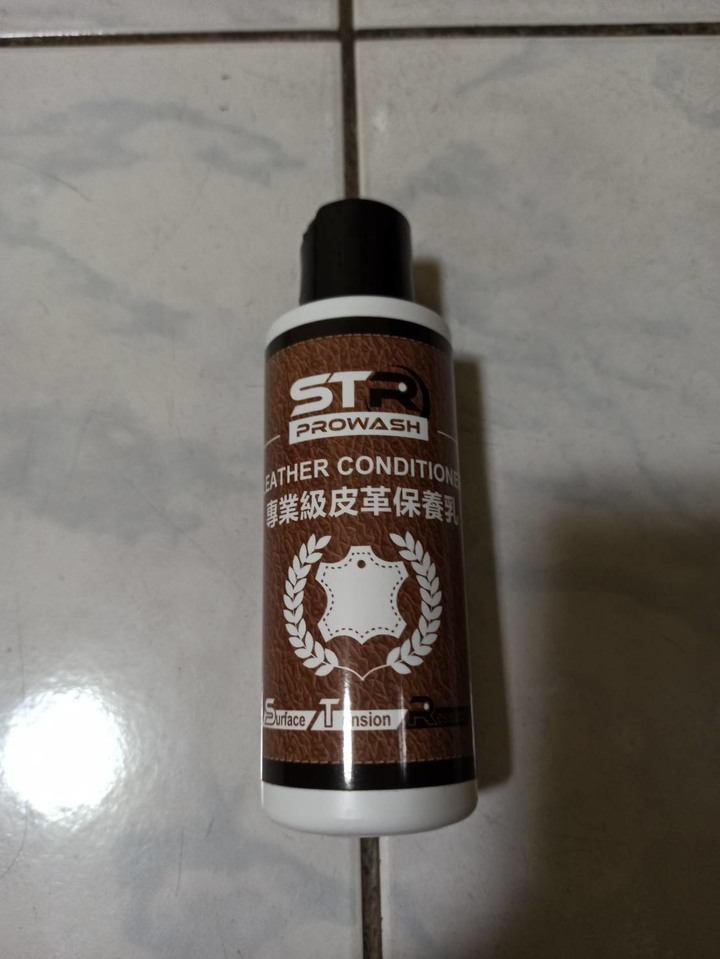 STR
PROWASH
EATHER CONDITIONE
專業級皮革保養乳
Surface Tension